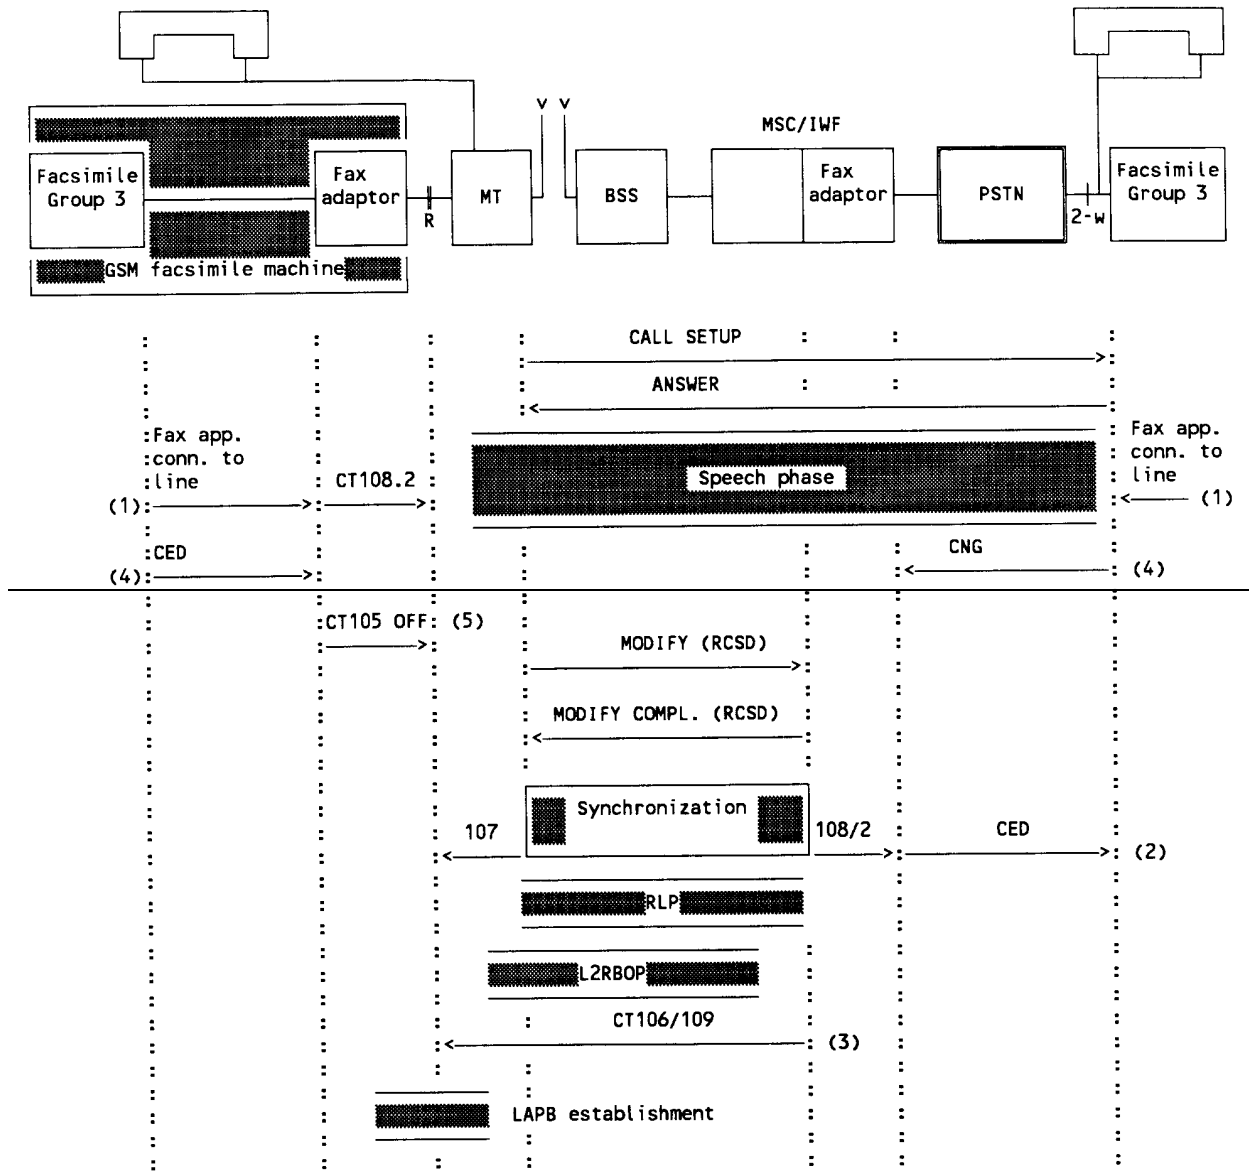 V V
MSC/IWF
Facsimile
Group 3
Fax
adaptor
R
MT
BSS
Fax
adaptor
PSTN
2-w
Facsimile
Group 3
GSM facsimile machine
CALL SETUP
ANSWER
Fax app.
conn. to
line
(1)
CT108.2
Speech phase
Fax app.
conn. to
line
(1)
CED
(4)
CNG
(4)
CT105 OFF
(5)
MODIFY (RCSD)
MODIFY COMPL. (RCSD)
Synchronization
107
108/2
CED
(2)
RLP
L2RBOP
CT106/109
(3)
LAPB establishment